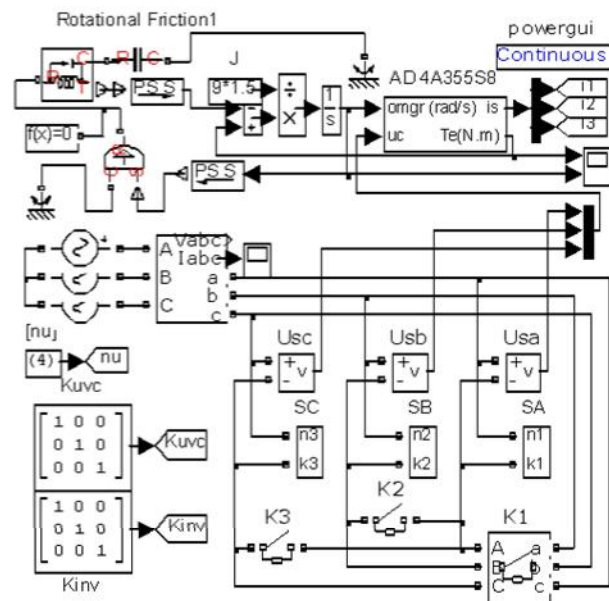 Rotational Friction1
powergui
Continuous
J
AD4A355S8
R C
C
R
T
PS S
9*1.5
÷
×
1
s
omgr (rad/s) is
uc Te(N.m)
i1
i2
i3
f(x)=0
PS S
Vabc
Iabc
A
B
C
a
b
c
[nu]
(4)
nu
Kuvc
Usc
Usb
Usa
+
-
v
+
-
v
+
-
v
SC
SB
SA
n3
k3
n2
k2
n1
k1
1 0 0
0 1 0
0 0 1
Kuvc
1 0 0
0 1 0
0 0 1
Kinv
Kinv
K3
K2
K1
A a
B b
C c